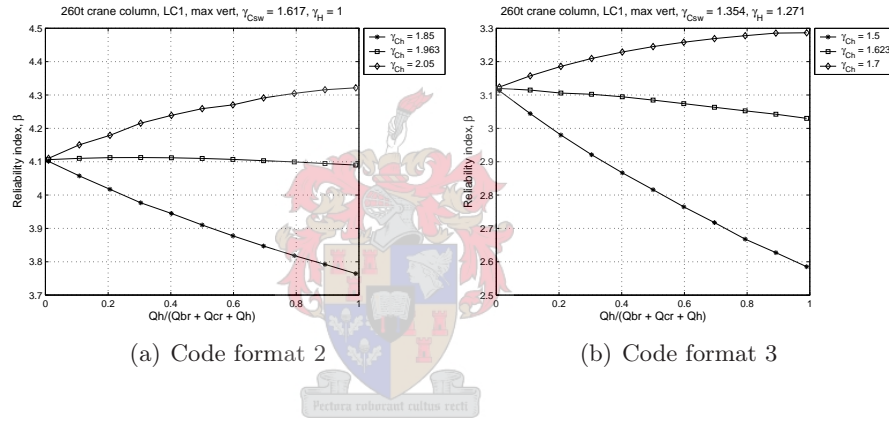 260t crane column, LC1, max vert, γCsw = 1.617, γH = 1
4.5
4.4
4.3
4.2
4.1
4
3.9
3.8
3.7
Reliability index, β
0
0.2
0.4
0.6
0.8
1
Qh/(Qbr + Qcr + Qh)
γCh = 1.85
γCh = 1.963
γCh = 2.05
(a) Code format 2
260t crane column, LC1, max vert, γCsw = 1.354, γH = 1.271
3.3
3.2
3.1
3
2.9
2.8
2.7
2.6
2.5
Reliability index, β
0
0.2
0.4
0.6
0.8
1
Qh/(Qbr + Qcr + Qh)
γCh = 1.5
γCh = 1.623
γCh = 1.7
(b) Code format 3
Pectora roborant cultus recti